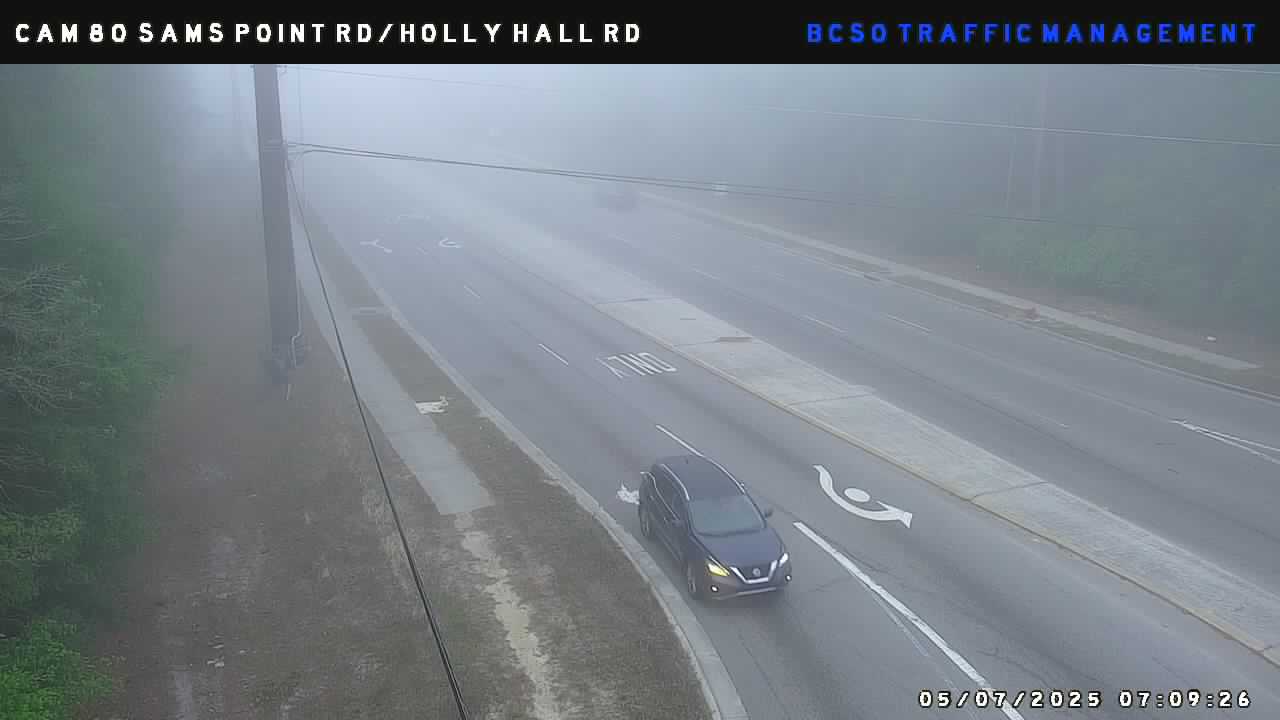 CAM 80 SAMS POINT RD/HOLLY HALL RD
BCSO TRAFFIC MANAGEMENT
ONLY
05/07/2025 07:09:26